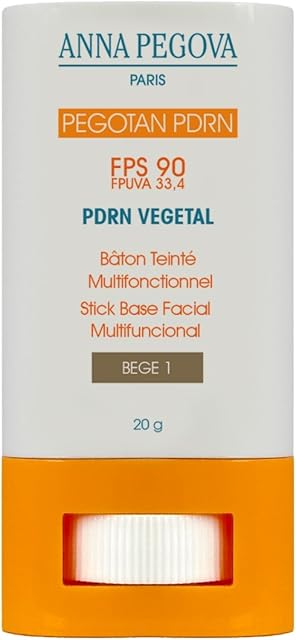 ANNA PEGOVA
PARIS
PEGOTAN PDRN
FPS 90
FPUVA 33,4
PDRN VEGETAL
Bâton Teinté
Multifonctionnel
Stick Base Facial
Multifuncional
BEGE 1
20 g